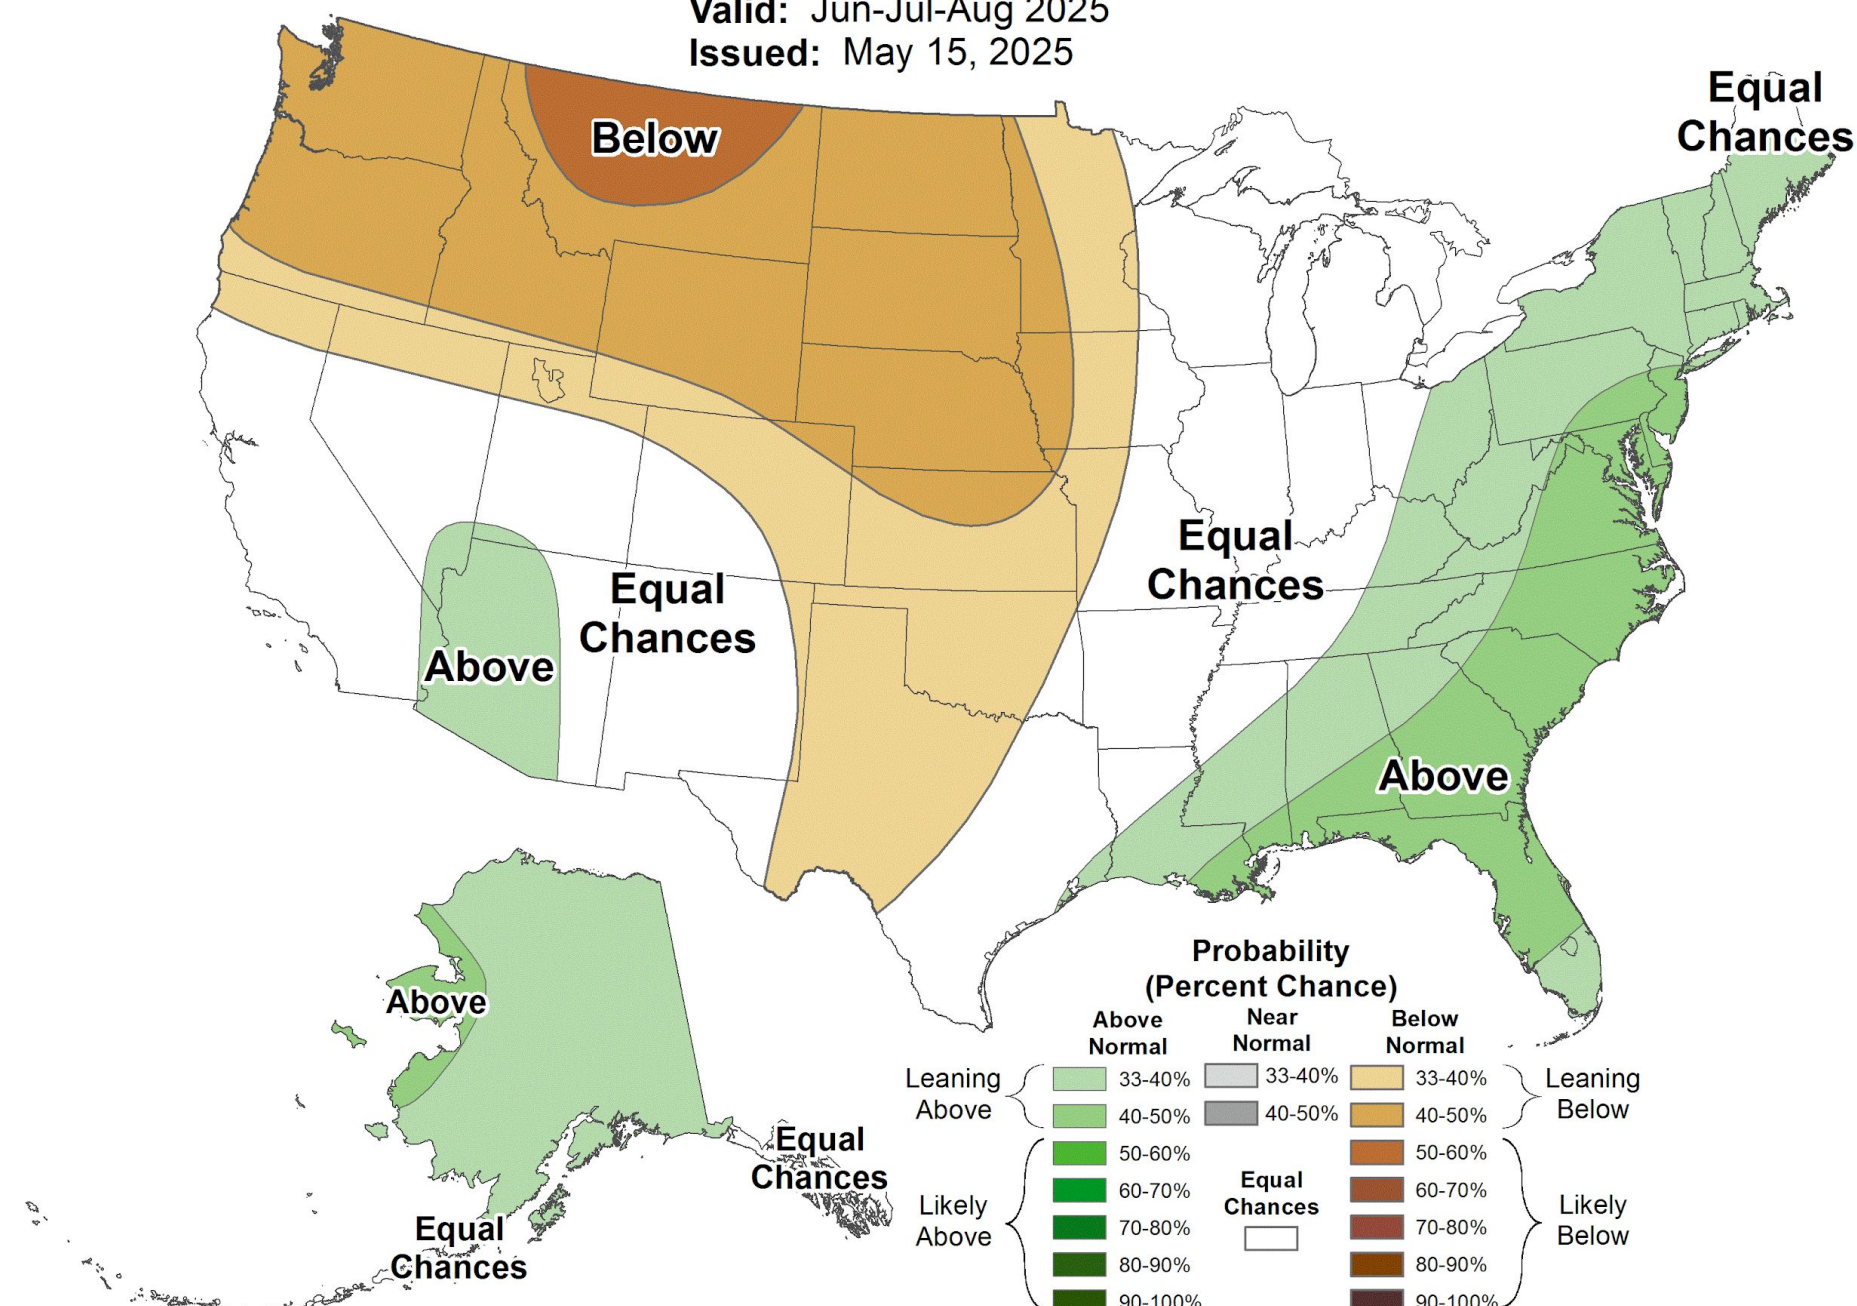 Valid: Jun-Jul-Aug 2025
Issued: May 15, 2025
Equal
Chances
Below
Equal
Chances
Equal
Chances
Above
Above
Above
Equal
Chances
Equal
Chances
Probability
(Percent Chance)
Above
Normal
Near
Normal
Below
Normal
Leaning
Above
33-40%
33-40%
33-40%
Leaning
Below
40-50%
40-50%
40-50%
50-60%
50-60%
60-70%
Equal
Chances
60-70%
Likely
Above
70-80%
70-80%
Likely
Below
80-90%
80-90%
90-100%
90-100%